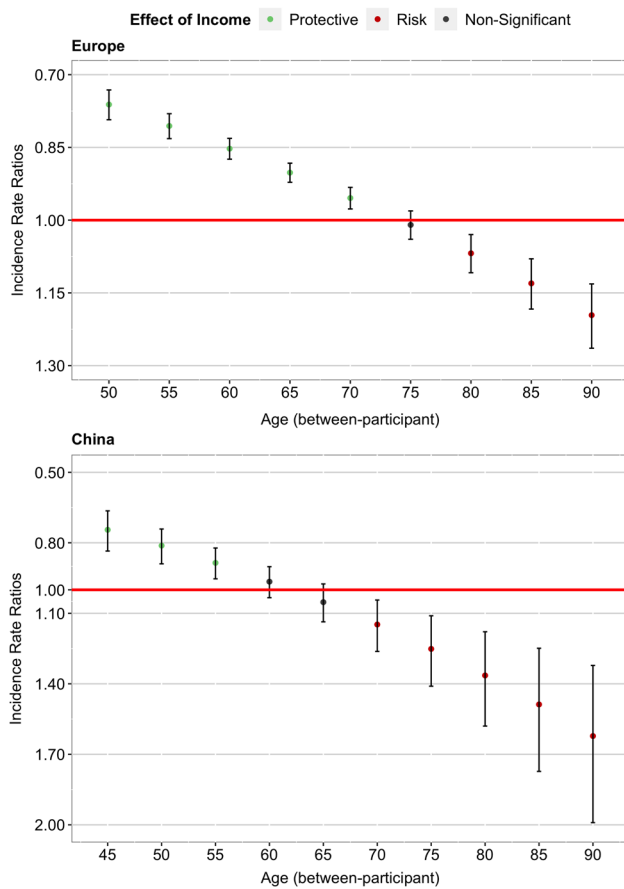 Effect of Income Protective Risk Non-Significant
Europe
0.70
0.85
1.00
1.15
1.30
Incidence Rate Ratios
50 55 60 65 70 75 80 85 90
Age (between-participant)
China
0.50
0.80
1.00
1.10
1.40
1.70
2.00
Incidence Rate Ratios
45 50 55 60 65 70 75 80 85 90
Age (between-participant)